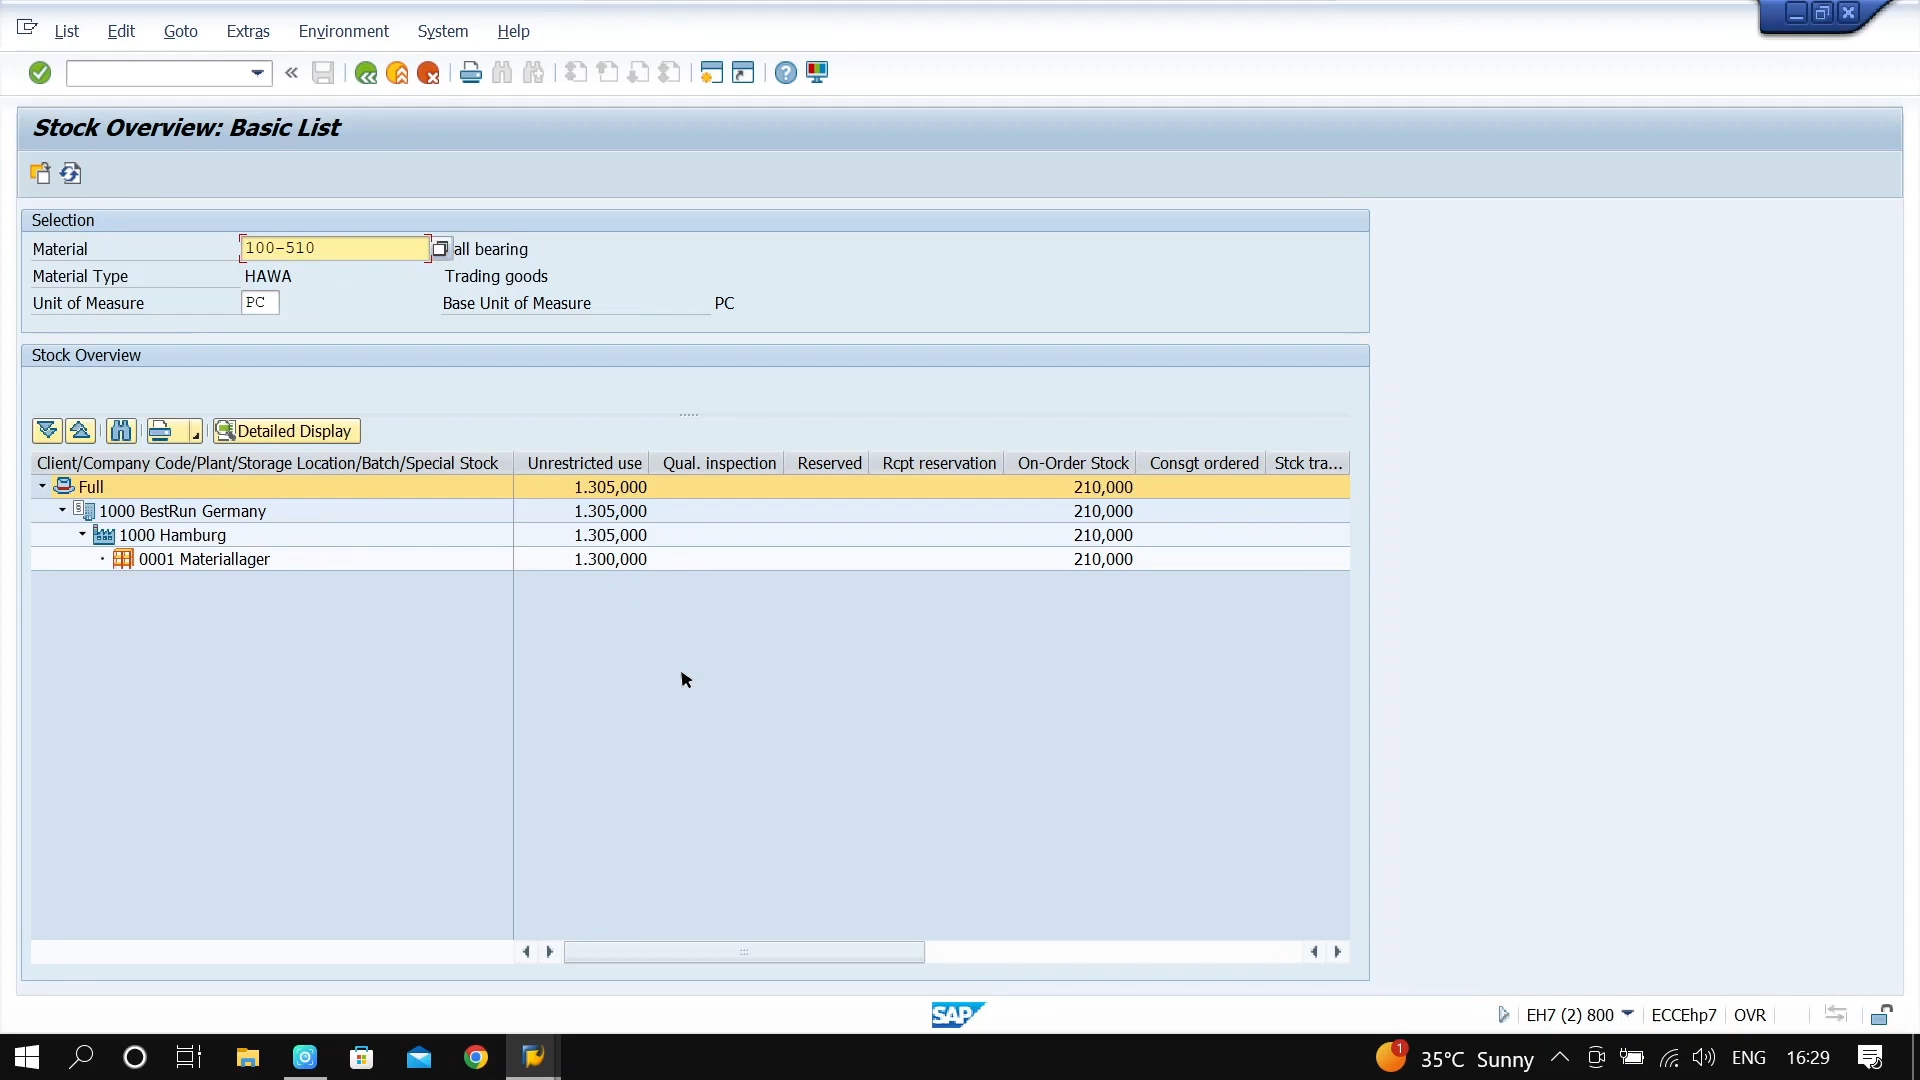 List Edit Goto Extras Environment System Help
Stock Overview: Basic List
Selection
Material 100-510 all bearing
Material Type HAWA Trading goods
Unit of Measure PC Base Unit of Measure PC
Stock Overview
Detailed Display
Client/Company Code/Plant/Storage Location/Batch/Special Stock Unrestricted use Qual. inspection Reserved Rcpt reservation On-Order Stock Consgt ordered Stck tra...
Full 1.305,000 210,000
1000 BestRun Germany 1.305,000 210,000
1000 Hamburg 1.305,000 210,000
0001 Materiallager 1.300,000 210,000
SAP EH7 (2) 800 ECCEhp7 OVR
1 35°C Sunny ENG 16:29